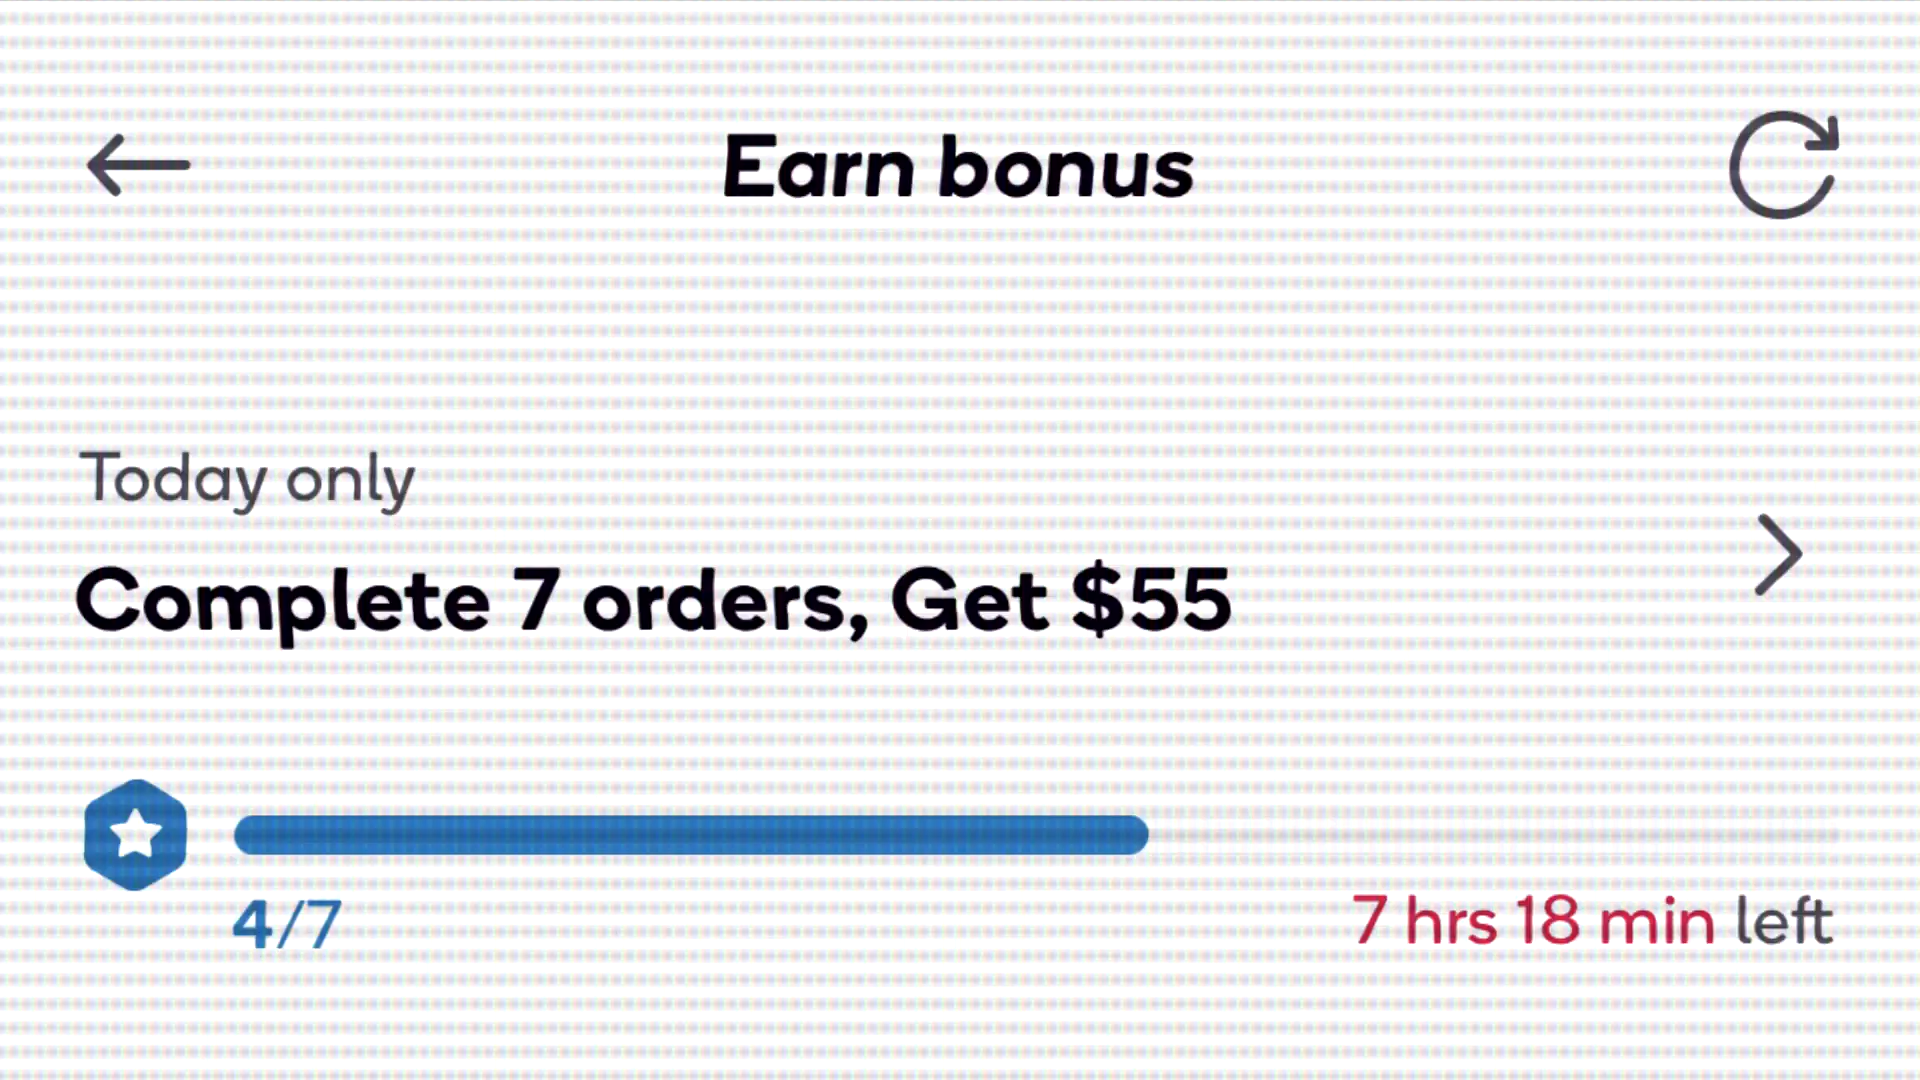 Earn bonus
Today only
Complete 7 orders, Get $55
4/7
7 hrs 18 min left